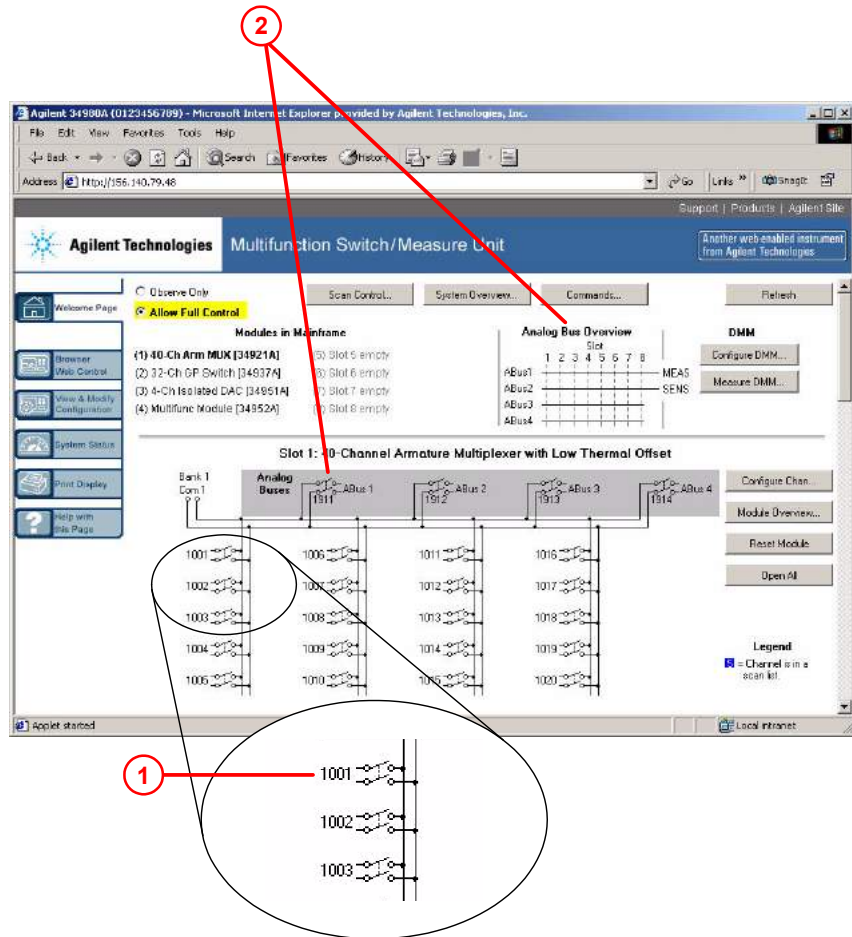 2
Agilent 34980A (0123456789) - Microsoft Internet Explorer provided by Agilent Technologies, Inc.
File Edit View Favorites Tools Help
Back Search Favorites History
Address http://156.140.79.48 Go Links » SnagIt
Support | Products | Agilent Site
Agilent Technologies Multifunction Switch/Measure Unit
Another web-enabled instrument
from Agilent Technologies
Welcome Page
Browser
Web Control
View & Modify
Configuration
System Status
Print Display
Help with
this Page
Observe Only
Allow Full Control
Scan Control... System Overview... Commands... Refresh
Modules in Mainframe
(1) 40-Ch Arm MUX [34921A] (5) Slot 5 empty
(2) 32-Ch GP Switch [34937A] (6) Slot 6 empty
(3) 4-Ch Isolated DAC [34951A] (7) Slot 7 empty
(4) Multifunc Module [34952A] (8) Slot 8 empty
Analog Bus Overview
Slot
1 2 3 4 5 6 7 8
ABus1 MEAS
ABus2 SENS
ABus3
ABus4
DMM
Configure DMM...
Measure DMM...
Slot 1: 40-Channel Armature Multiplexer with Low Thermal Offset
Bank 1
Com 1
Analog
Buses
ABus 1 ABus 2 ABus 3 ABus 4
1911 1912 1913 1914
1001 1006 1011 1016
1002 1007 1012 1017
1003 1008 1013 1018
1004 1009 1014 1019
1005 1010 1015 1020
Configure Chan...
Module Overview...
Reset Module
Open All
Legend
S = Channel is in a
scan list.
Applet started Local intranet
1
1001
1002
1003